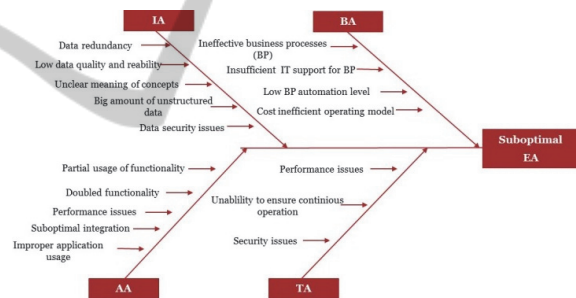 IA
BA
Data redundancy
Low data quality and reability
Unclear meaning of concepts
Big amount of unstructured
data
Data security issues
Ineffective business processes
(BP)
Insufficient IT support for BP
Low BP automation level
Cost inefficient operating model
Suboptimal
EA
Partial usage of functionality
Doubled functionality
Performance issues
Suboptimal integration
Improper application
usage
Performance issues
Unablility to ensure continious
operation
Security issues
AA
TA